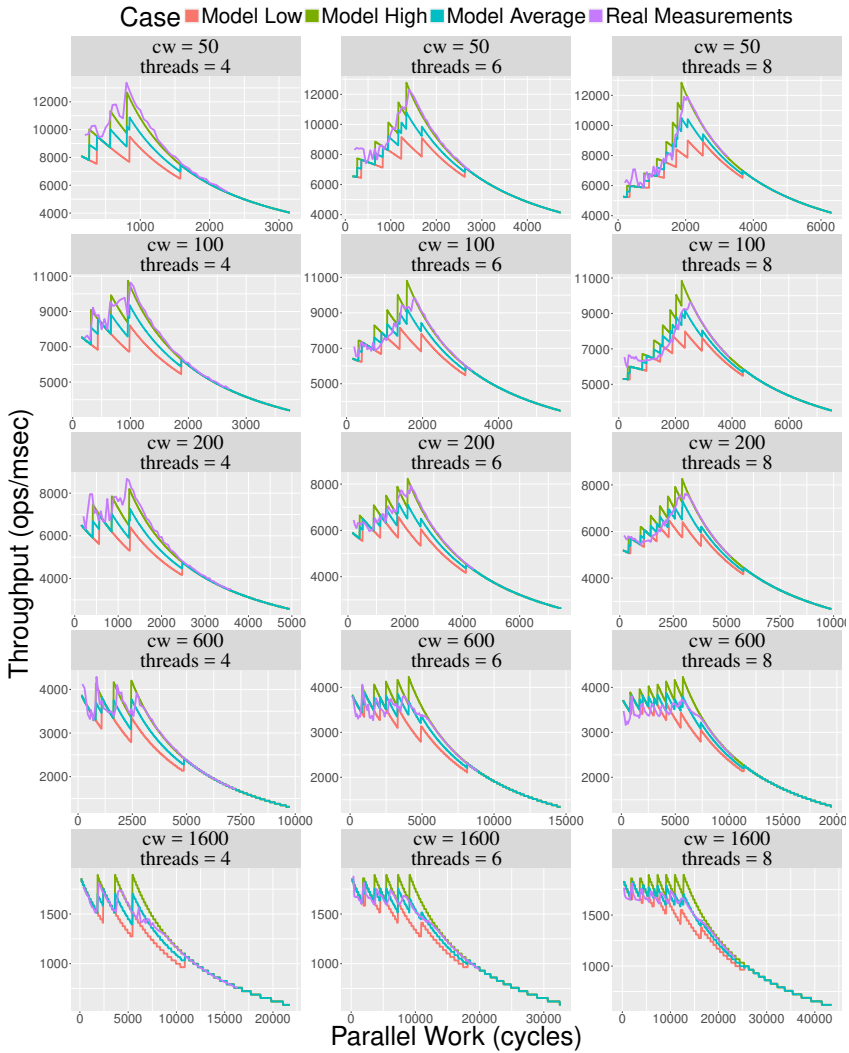 Case Model Low Model High Model Average Real Measurements
cw = 50 cw = 50 cw = 50
threads = 4 threads = 6 threads = 8
12000 12000 12000
10000 10000 10000
8000 8000 8000
6000 6000 6000
4000 4000 4000
1000 2000 3000 0 1000 2000 3000 4000 0 2000 4000 6000
cw = 100 cw = 100 cw = 100
threads = 4 threads = 6 threads = 8
11000 11000 11000
9000 9000 9000
7000 7000 7000
5000 5000 5000
0 1000 2000 3000 0 2000 4000 0 2000 4000 6000
cw = 200 cw = 200 cw = 200
threads = 4 threads = 6 threads = 8
8000 8000 8000
6000 6000 6000
4000 4000 4000
0 1000 2000 3000 4000 5000 0 2000 4000 6000 0 2500 5000 7500 10000
cw = 600 cw = 600 cw = 600
threads = 4 threads = 6 threads = 8
4000 4000 4000
3000 3000 3000
2000 2000 2000
0 2500 5000 7500 10000 0 5000 10000 15000 0 5000 10000 15000 20000
cw = 1600 cw = 1600 cw = 1600
threads = 4 threads = 6 threads = 8
1500 1500 1500
1000 1000 1000
0 5000 10000 15000 20000 0 10000 20000 30000 0 10000 20000 30000 40000
Throughput (ops/msec)
Parallel Work (cycles)